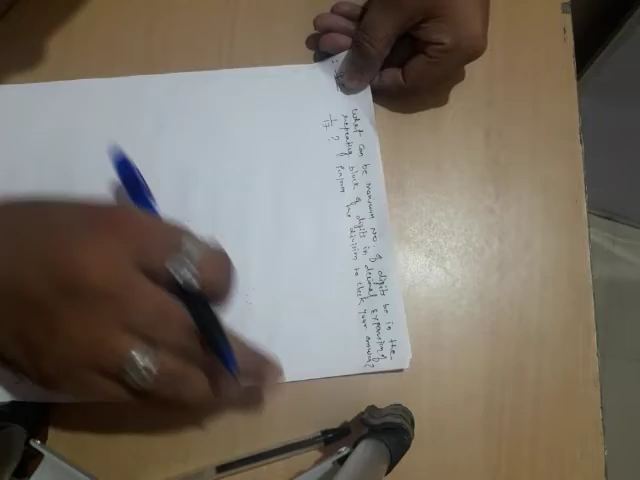 What can be maximum no. of digits be in the
repeating block of digits in decimal expansion of
1/17 ? Perform the division to check your answer?